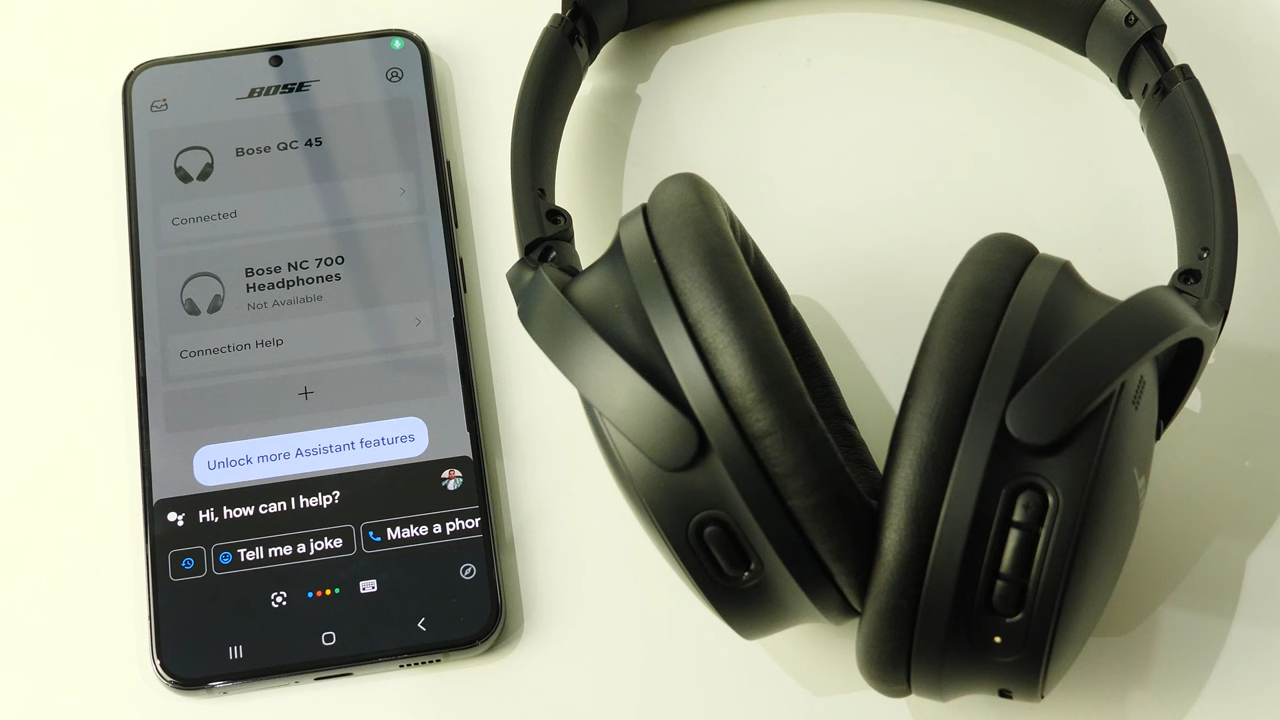 BOSE
Bose QC 45
Connected
Bose NC 700
Headphones
Not Available
Connection Help
Unlock more Assistant features
Hi, how can I help?
Tell me a joke
Make a phor